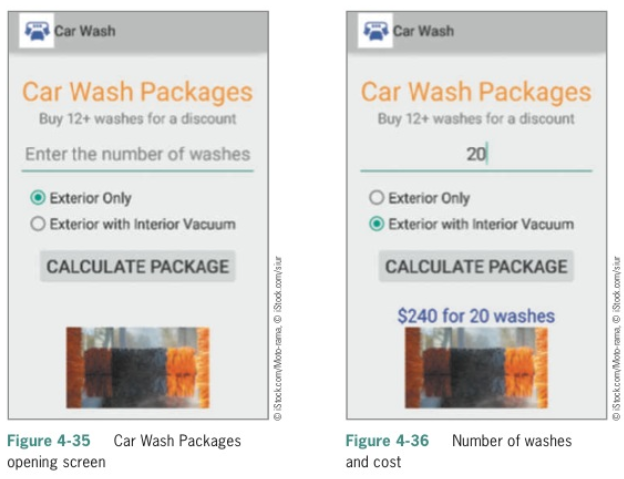 Car Wash
Car Wash Packages
Buy 12+ washes for a discount
Enter the number of washes
Exterior Only
Exterior with Interior Vacuum
CALCULATE PACKAGE
© iStock.com/Moto-rama, © iStock.com/siur
Figure 4-35 Car Wash Packages
opening screen
Car Wash
Car Wash Packages
Buy 12+ washes for a discount
20
Exterior Only
Exterior with Interior Vacuum
CALCULATE PACKAGE
$240 for 20 washes
© iStock.com/Moto-rama, © iStock.com/siur
Figure 4-36 Number of washes
and cost